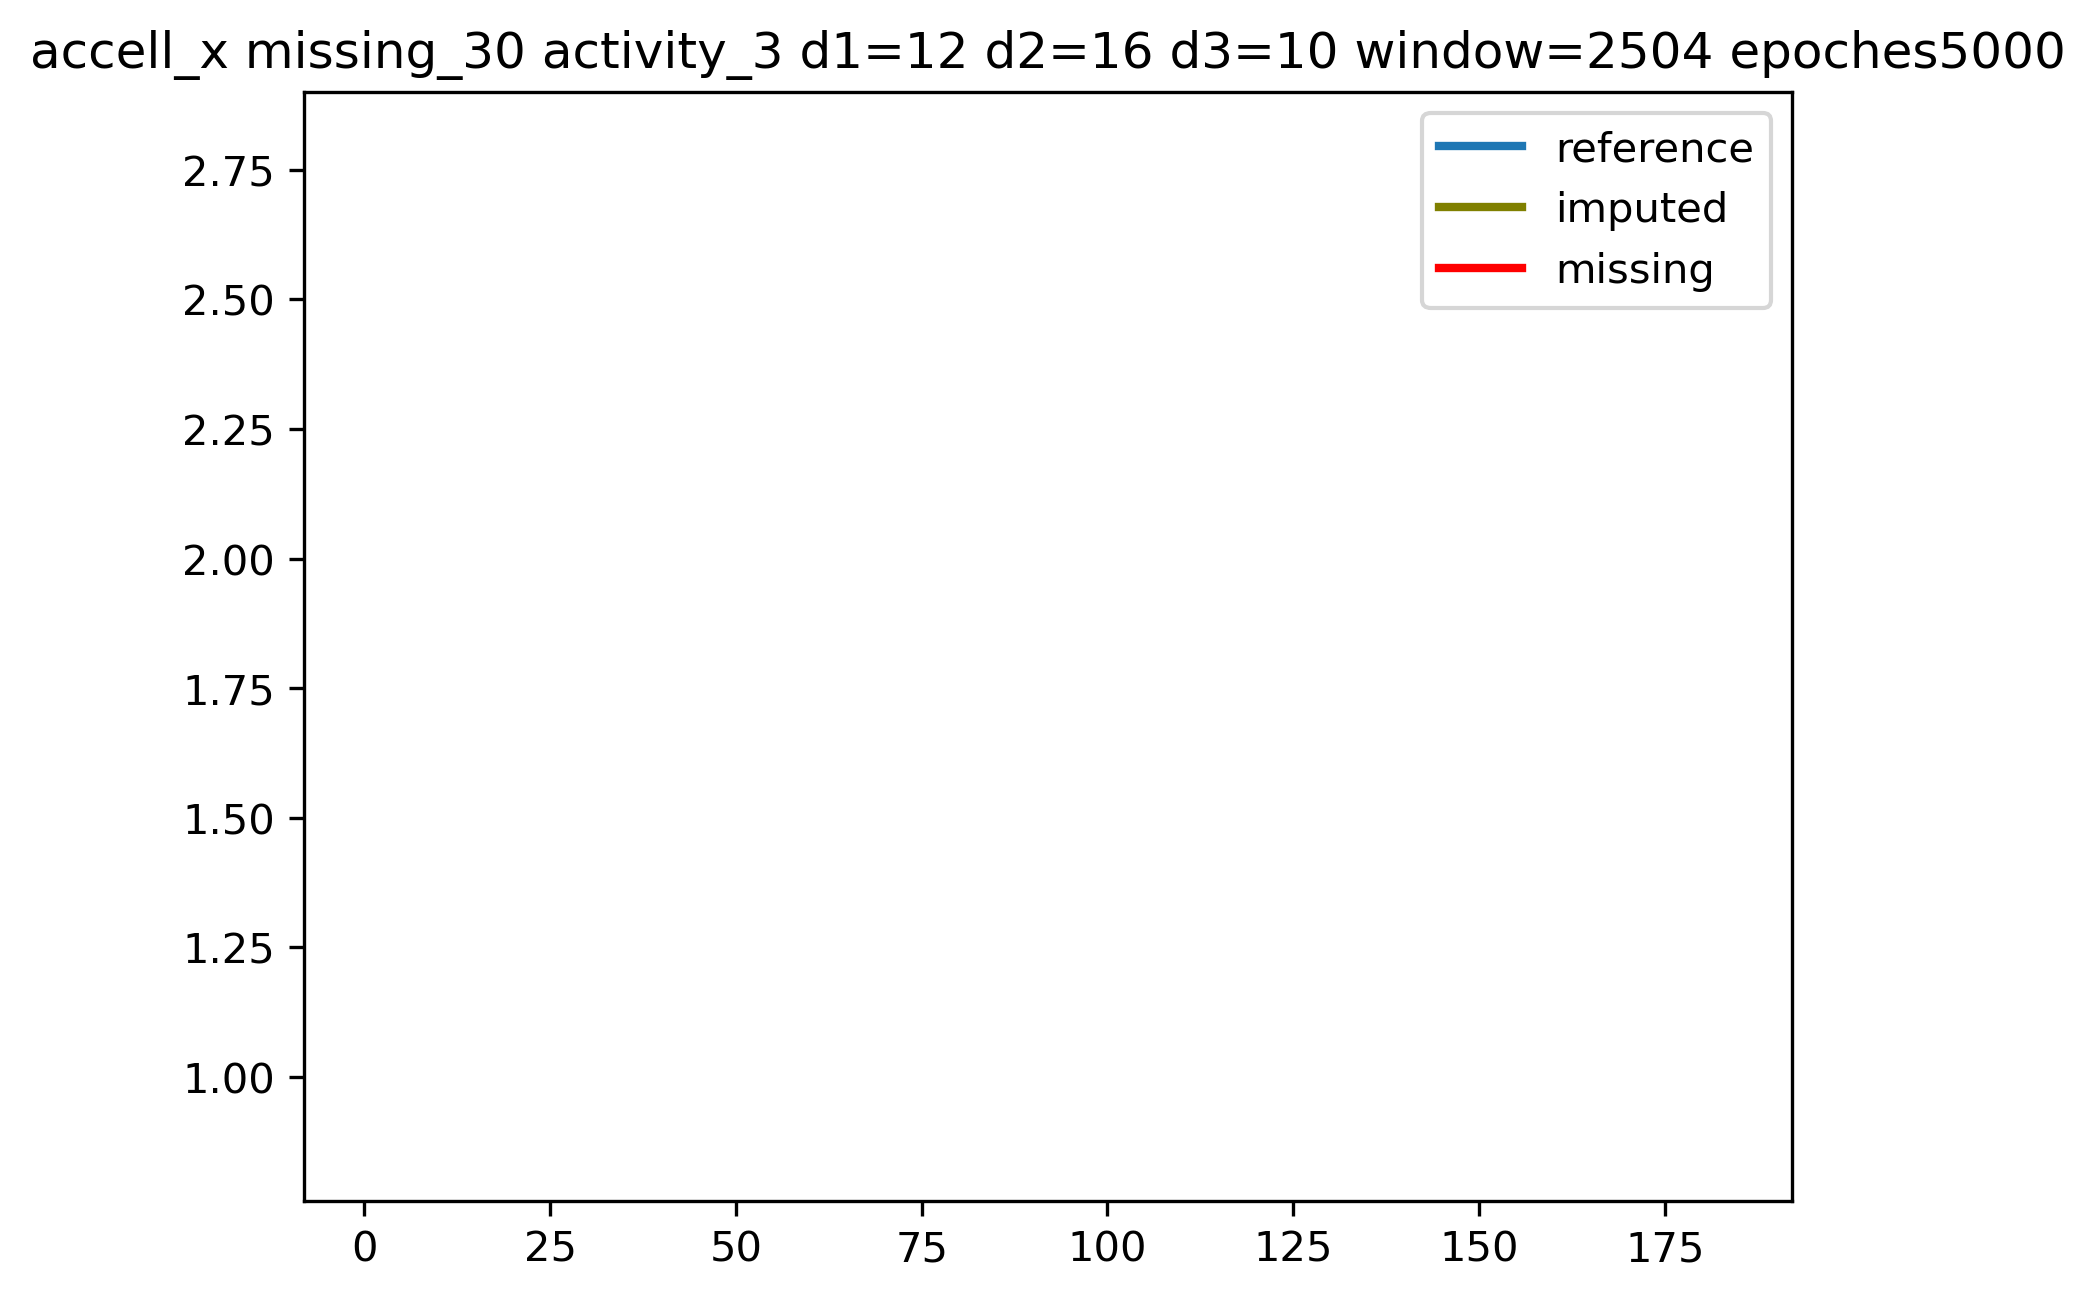 accell_x missing_30 activity_3 d1=12 d2=16 d3=10 window=2504 epoches5000
reference
imputed
missing
2.75
2.50
2.25
2.00
1.75
1.50
1.25
1.00
0 25 50 75 100 125 150 175